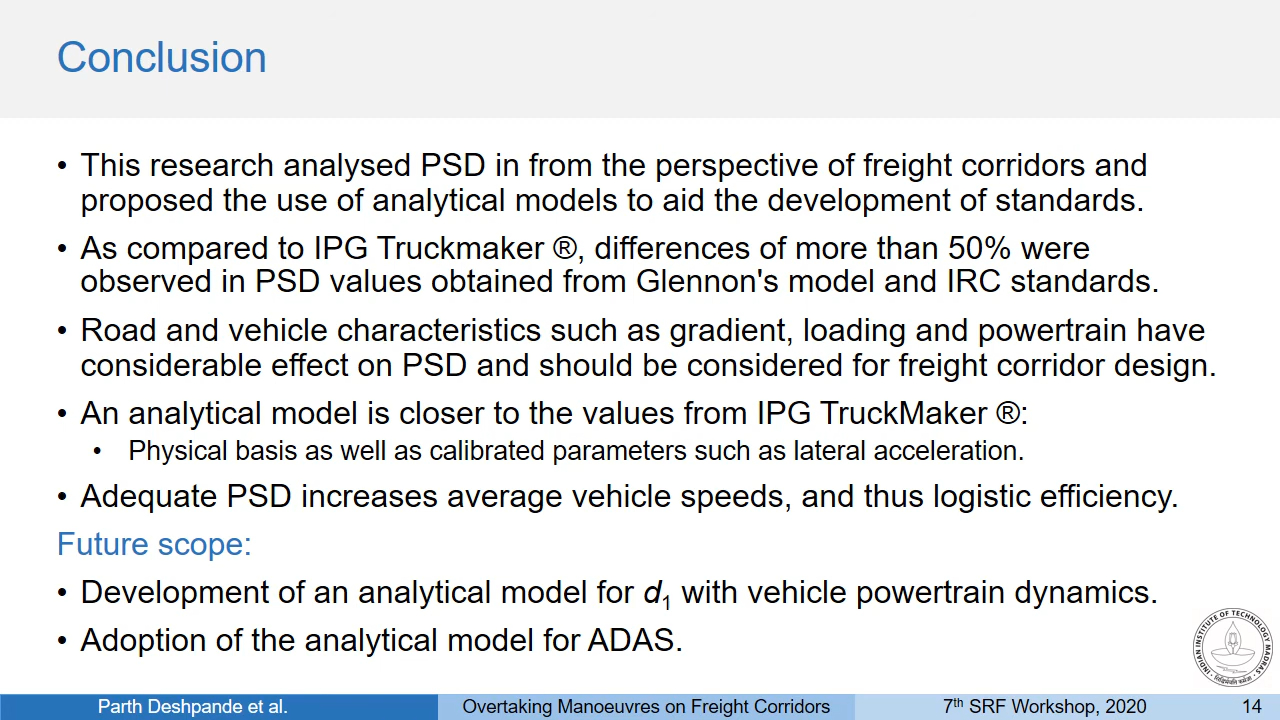 Conclusion
• This research analysed PSD in from the perspective of freight corridors and
proposed the use of analytical models to aid the development of standards.
• As compared to IPG Truckmaker ®, differences of more than 50% were
observed in PSD values obtained from Glennon's model and IRC standards.
• Road and vehicle characteristics such as gradient, loading and powertrain have
considerable effect on PSD and should be considered for freight corridor design.
• An analytical model is closer to the values from IPG TruckMaker ®:
• Physical basis as well as calibrated parameters such as lateral acceleration.
• Adequate PSD increases average vehicle speeds, and thus logistic efficiency.
Future scope:
• Development of an analytical model for d1 with vehicle powertrain dynamics.
• Adoption of the analytical model for ADAS.
INDIAN INSTITUTE OF TECHNOLOGY MADRAS
Parth Deshpande et al. Overtaking Manoeuvres on Freight Corridors 7th SRF Workshop, 2020 14